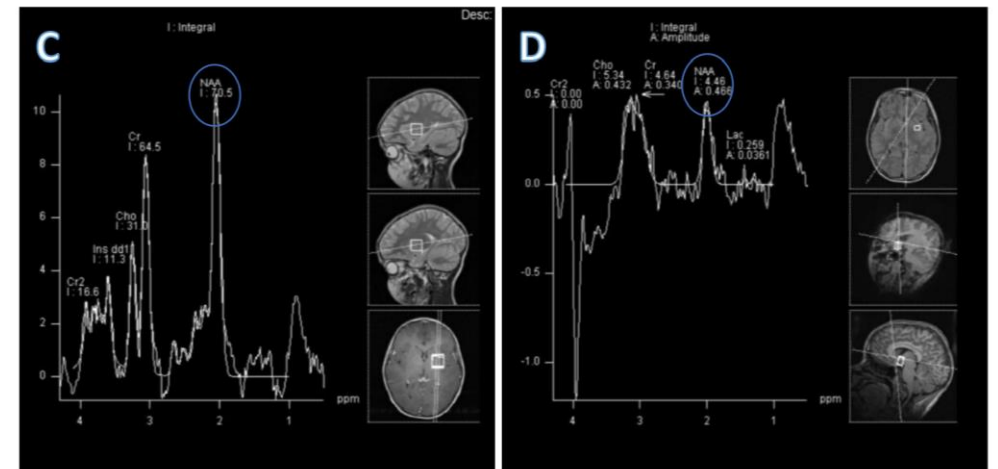 Desc:
C
I : Integral
NAA
I : 70.5
10
Cr
I : 64.5
8
6
Cho
I : 31.0
Ins dd1
I : 11.3
4
Cr2
I : 16.6
2
0
ppm
4
3
2
1
D
I : Integral
A: Amplitude
Cho
I : 5.34
A: 0.432
Cr
I : 4.64
A: 0.340
NAA
I : 4.46
A: 0.466
Cr2
I : 0.00
A: 0.00
0.5
Lac
I : 0.259
A: 0.0361
0.0
-0.5
-1.0
ppm
4
3
2
1